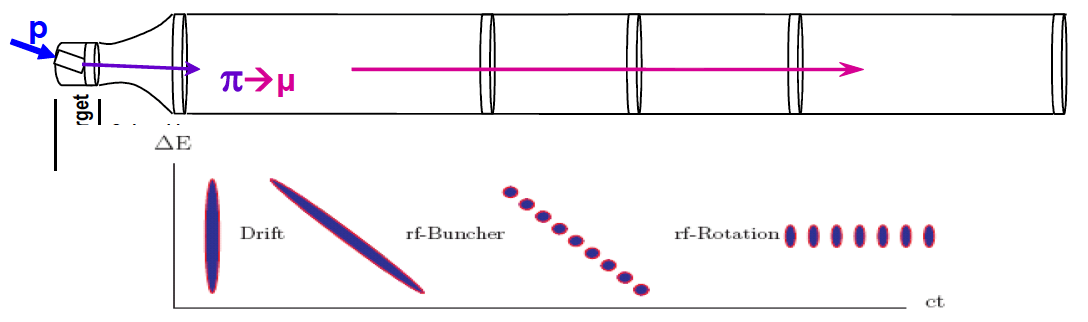 p
π→μ
rget
ΔE
Drift
rf-Buncher
rf-Rotation
ct